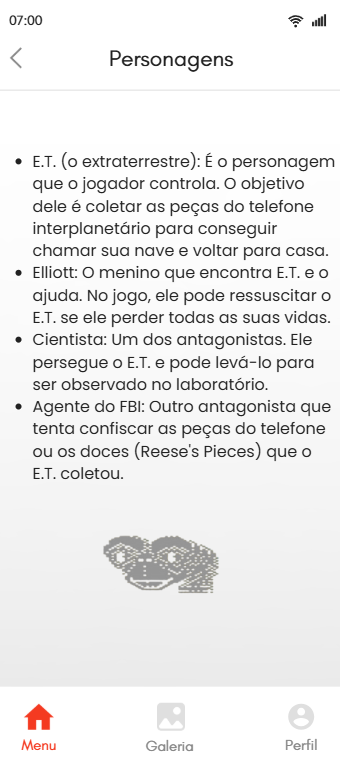 07:00
Personagens
• E.T. (o extraterrestre): É o personagem
que o jogador controla. O objetivo
dele é coletar as peças do telefone
interplanetário para conseguir
chamar sua nave e voltar para casa.
• Elliott: O menino que encontra E.T. e o
ajuda. No jogo, ele pode ressuscitar o
E.T. se ele perder todas as suas vidas.
• Cientista: Um dos antagonistas. Ele
persegue o E.T. e pode levá-lo para
ser observado no laboratório.
• Agente do FBI: Outro antagonista que
tenta confiscar as peças do telefone
ou os doces (Reese's Pieces) que o
E.T. coletou.
Menu
Galeria
Perfil